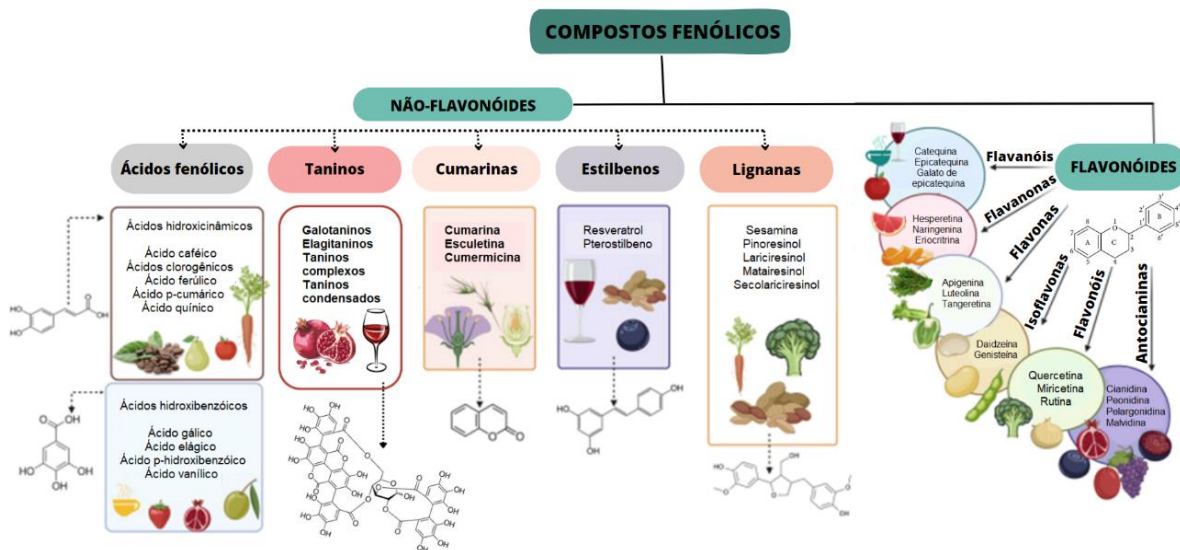 COMPOSTOS FENÓLICOS
NÃO-FLAVONÓIDES
Ácidos fenólicos
Taninos
Cumarinas
Estilbenos
Lignanas
FLAVONÓIDES
Ácidos hidroxicinâmicos
Ácido caféico
Ácidos clorogênicos
Ácido ferúlico
Ácido p-cumárico
Ácido quínico
Ácidos hidroxibenzóicos
Ácido gálico
Ácido elágico
Ácido p-hidroxibenzóico
Ácido vanílico
Galotaninos
Elagitaninos
Taninos
complexos
Taninos
condensados
Cumarina
Esculetina
Cumermicina
Resveratrol
Pterostilbeno
Sesamina
Pinoresinol
Lariciresinol
Matairesinol
Secolariciresinol
Flavanóis
Catequina
Epicatequina
Galato de
epicatequina
Flavanonas
Hesperetina
Naringenina
Eriocritrina
Flavonas
Apigenina
Luteolina
Tangeretina
Isoflavonas
Daidzeína
Genisteína
Flavonóis
Quercetina
Miricetina
Rutina
Antocianinas
Cianidina
Peonidina
Pelargonidina
Malvidina